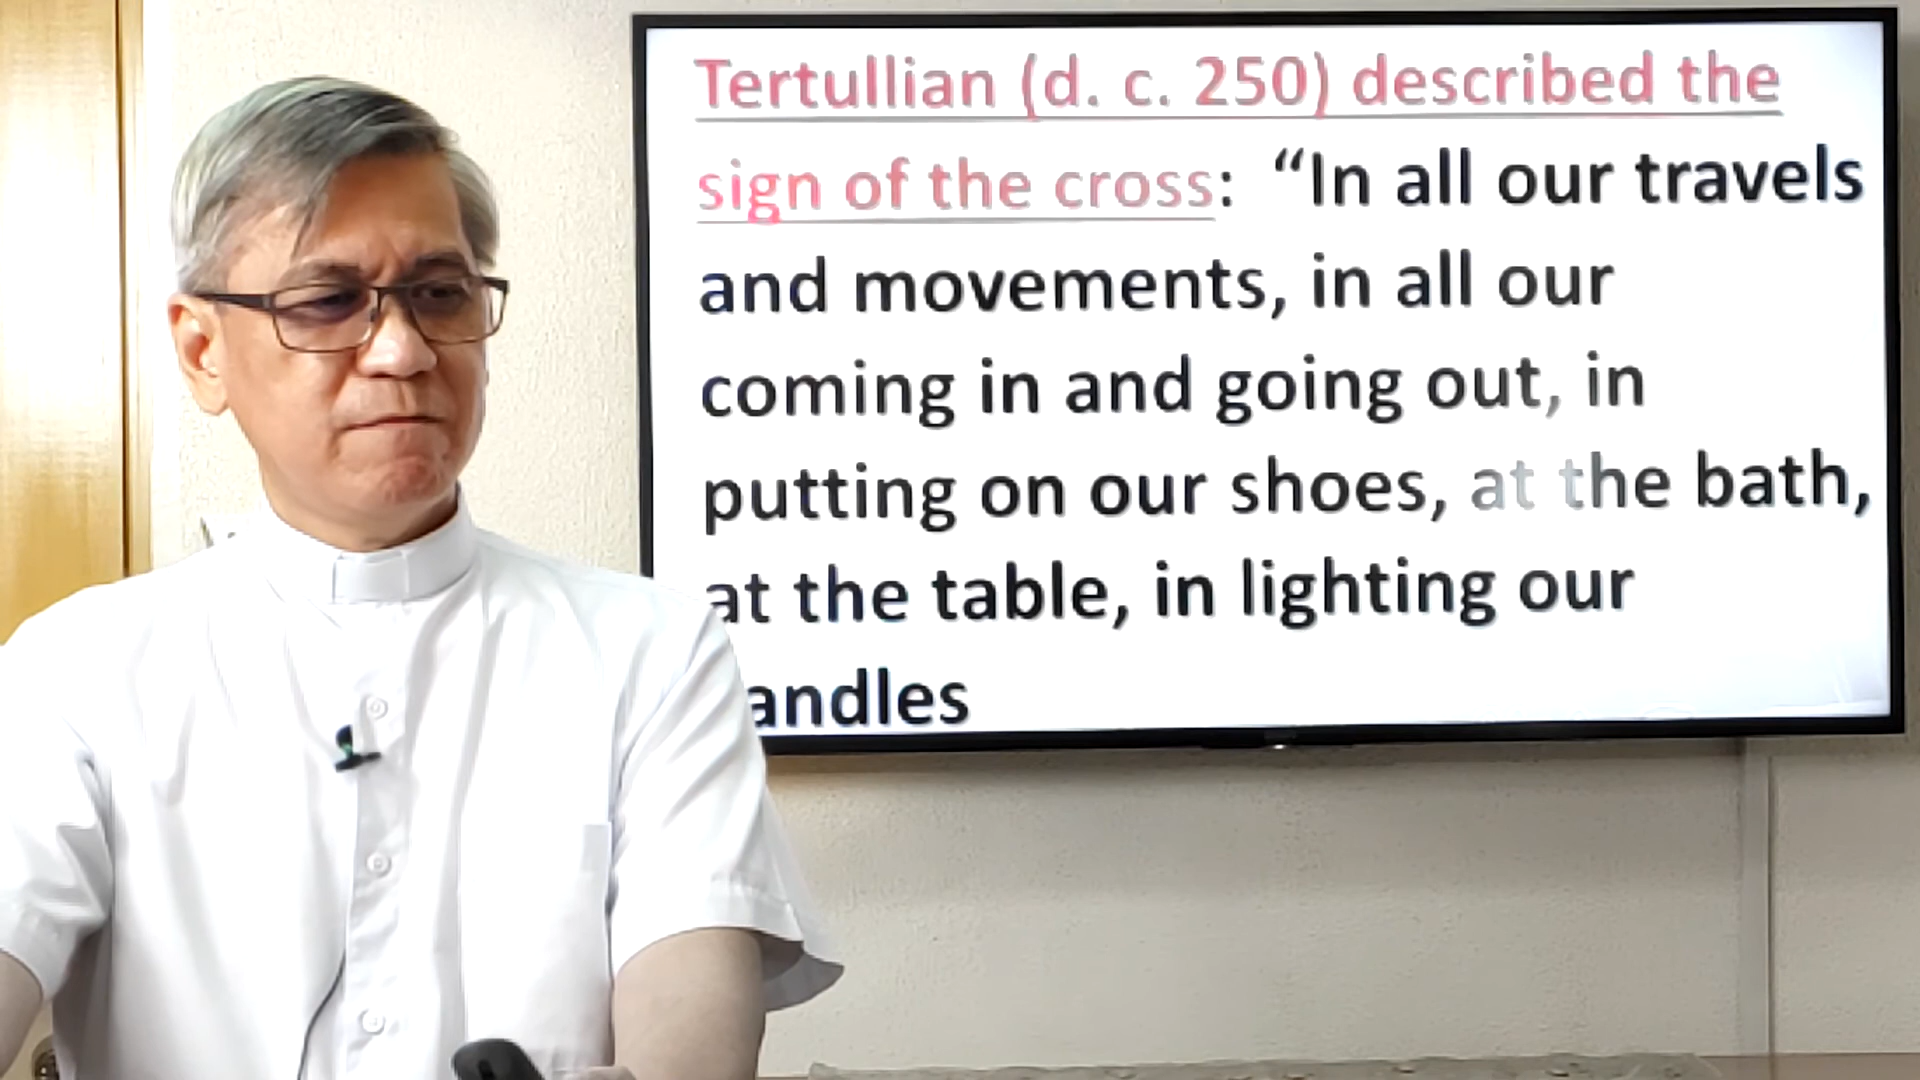 Tertullian (d. c. 250) described the
sign of the cross: “In all our travels
and movements, in all our
coming in and going out, in
putting on our shoes, at the bath,
at the table, in lighting our
andles